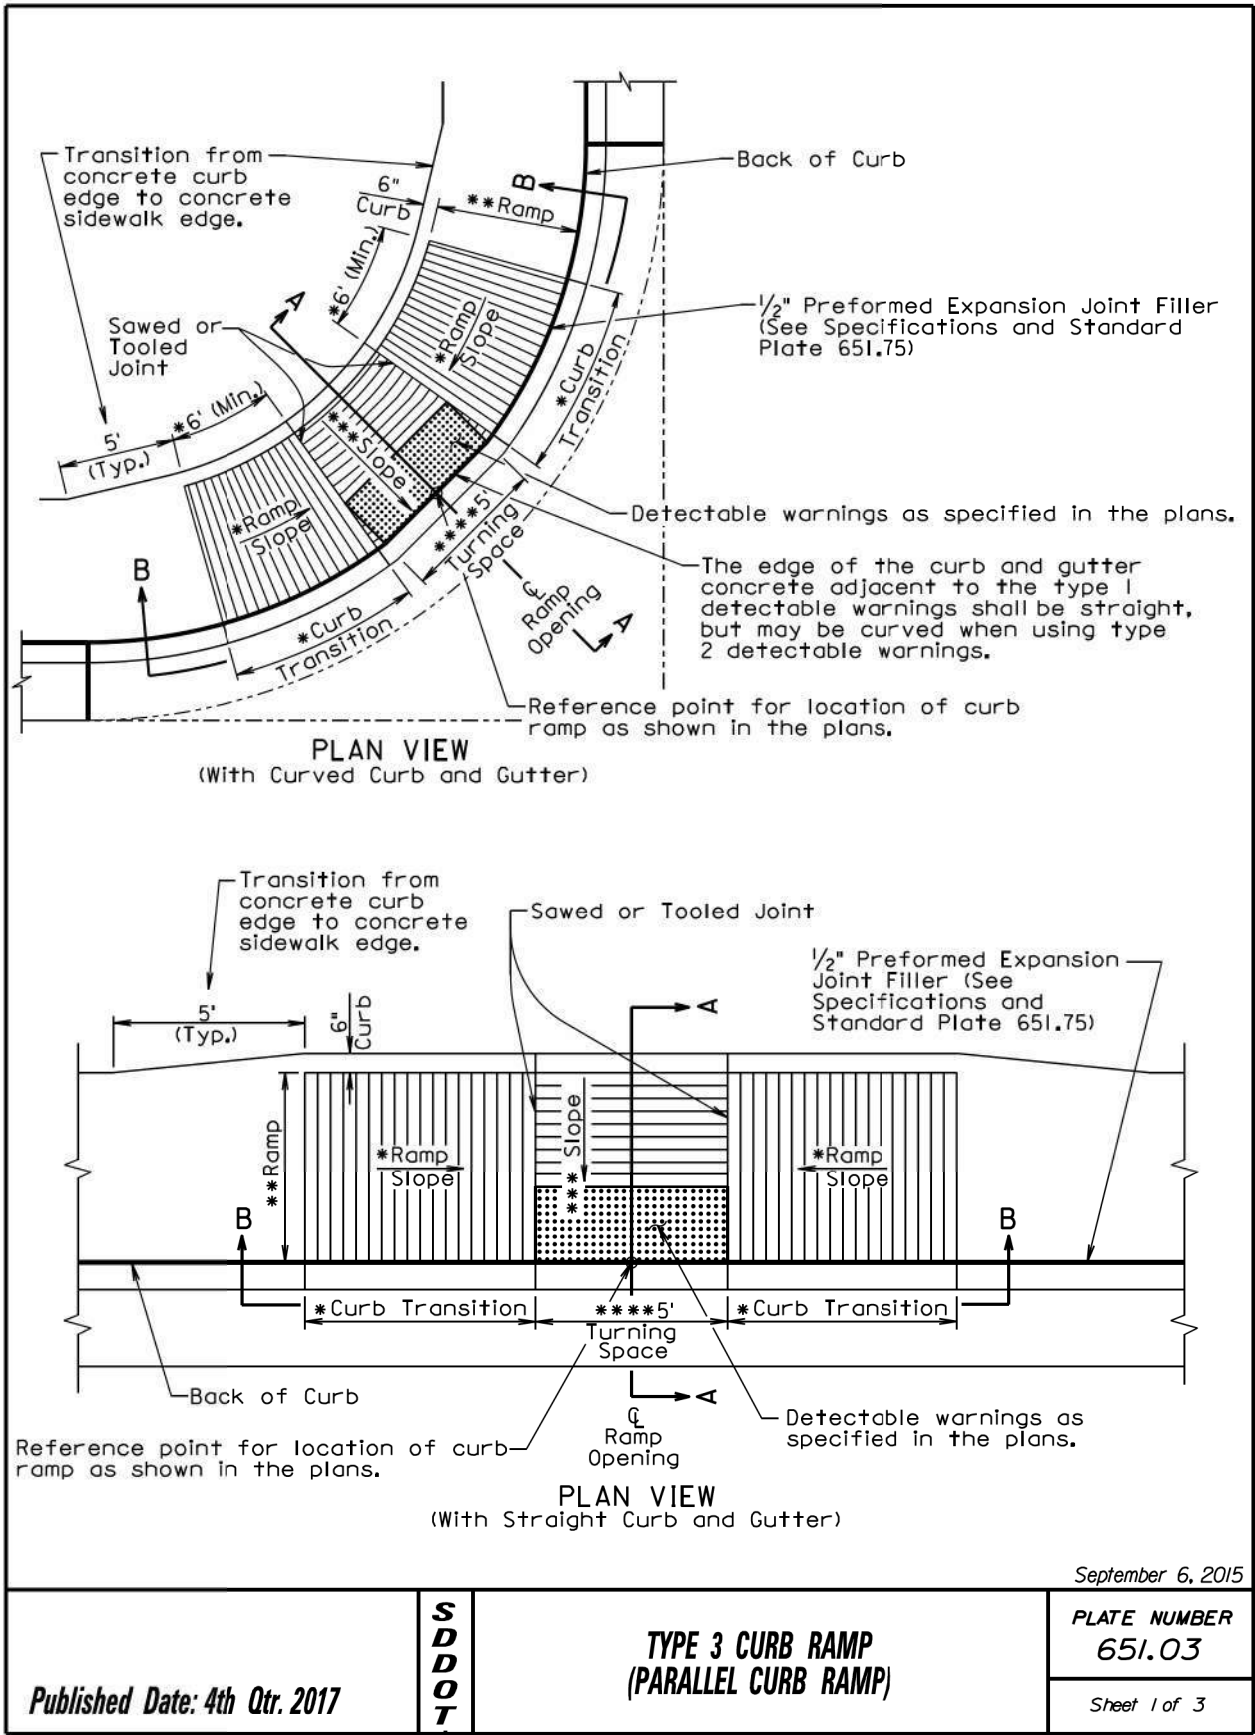 Transition from
concrete curb
edge to concrete
sidewalk edge.
6"
Curb
**Ramp
B
Back of Curb
*6' (Min.)
A
*Ramp
Slope
1/2" Preformed Expansion Joint Filler
(See Specifications and Standard
Plate 651.75)
Sawed or
Tooled
Joint
*Curb
Transition
*6' (Min.)
5'
(Typ.)
***Slope
*Ramp
Slope
Detectable warnings as specified in the plans.
****5'
Turning
Space
The edge of the curb and gutter
concrete adjacent to the type 1
detectable warnings shall be straight,
but may be curved when using type
2 detectable warnings.
B
℄
Ramp
Opening
A
*Curb
Transition
Reference point for location of curb
ramp as shown in the plans.
PLAN VIEW
(With Curved Curb and Gutter)
Transition from
concrete curb
edge to concrete
sidewalk edge.
Sawed or Tooled Joint
1/2" Preformed Expansion
Joint Filler (See
Specifications and
Standard Plate 651.75)
5'
(Typ.)
6"
Curb
A
**Ramp
*Ramp
Slope
*** Slope
*Ramp
Slope
B
B
*Curb Transition
****5'
Turning
Space
*Curb Transition
Back of Curb
A
℄
Ramp
Opening
Detectable warnings as
specified in the plans.
Reference point for location of curb
ramp as shown in the plans.
PLAN VIEW
(With Straight Curb and Gutter)
September 6, 2015
Published Date: 4th Qtr. 2017
S
D
D
O
T
TYPE 3 CURB RAMP
(PARALLEL CURB RAMP)
PLATE NUMBER
651.03
Sheet 1 of 3